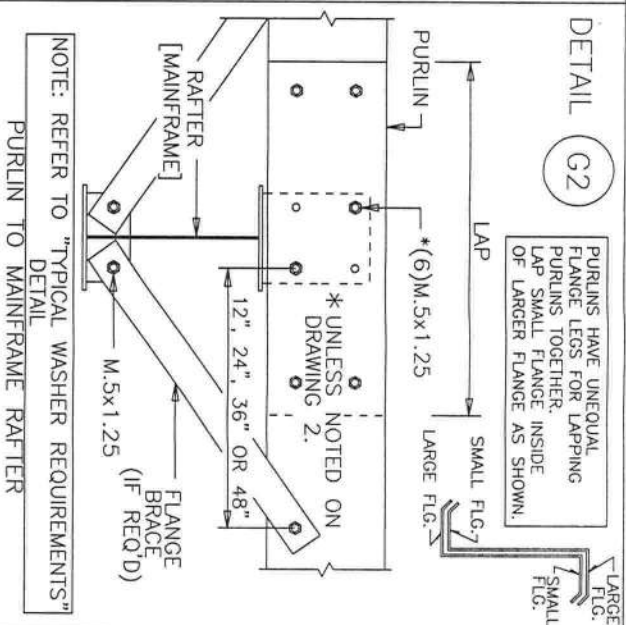 DETAIL G2
PURLINS HAVE UNEQUAL
FLANGE LEGS FOR LAPPING
PURLINS TOGETHER.
LAP SMALL FLANGE INSIDE
OF LARGER FLANGE AS SHOWN.
LARGE
FLG.
SMALL
FLG.
SMALL FLG.
LARGE FLG.
LAP
PURLIN
*(6)M.5x1.25
*UNLESS NOTED ON
DRAWING 2.
RAFTER
[MAINFRAME]
12", 24", 36" OR 48"
M.5x1.25
FLANGE
BRACE
(IF REQ'D)
NOTE: REFER TO "TYPICAL WASHER REQUIREMENTS"
DETAIL
PURLIN TO MAINFRAME RAFTER